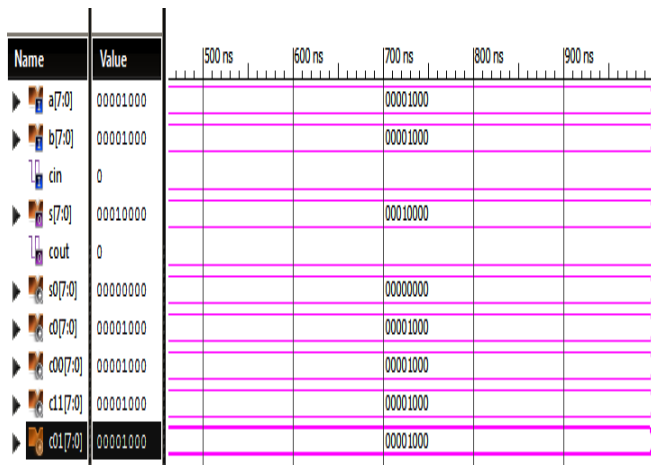 Name Value 500 ns 600 ns 700 ns 800 ns 900 ns
a[7:0] 00001000 00001000
b[7:0] 00001000 00001000
cin 0
s[7:0] 00010000 00010000
cout 0
s0[7:0] 00000000 00000000
c0[7:0] 00001000 00001000
c00[7:0] 00001000 00001000
c11[7:0] 00001000 00001000
c01[7:0] 00001000 00001000